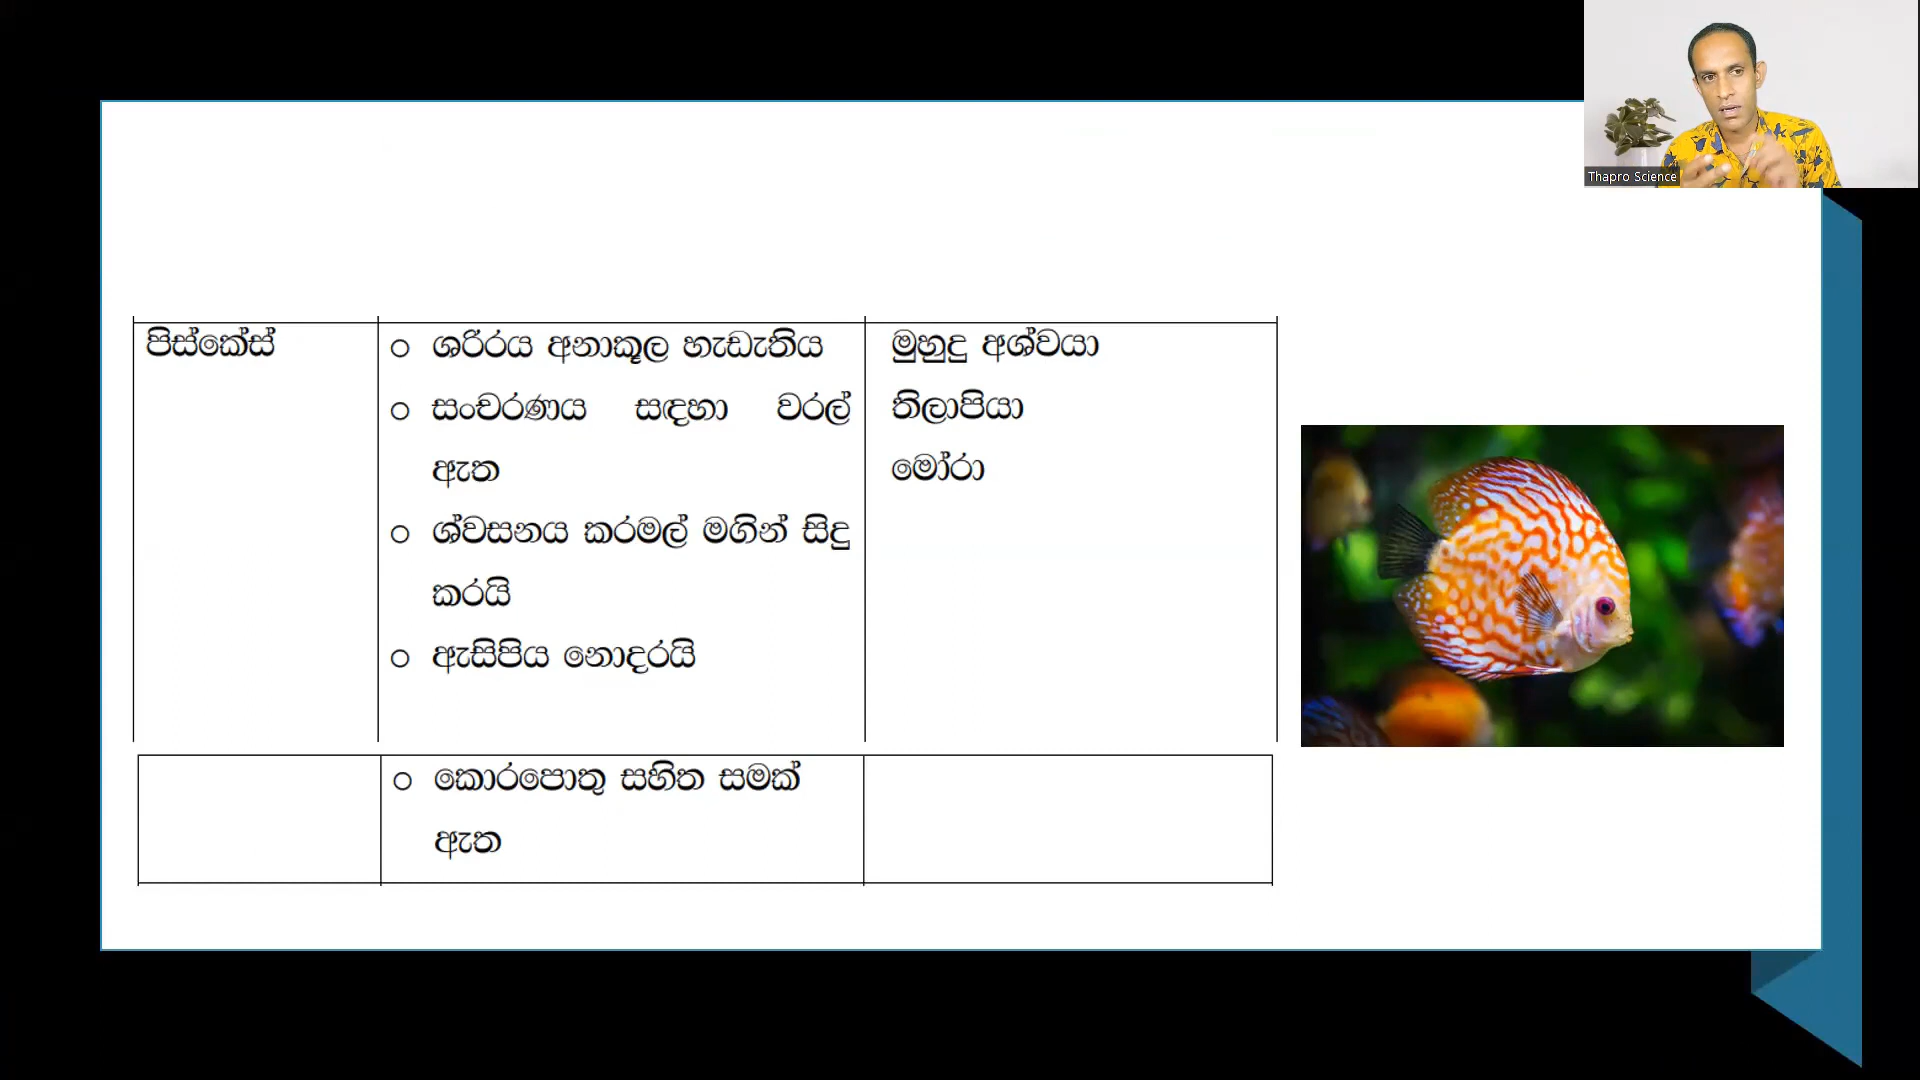 Thapro Science
පිස්කේස්
ශරීරය අනාකූල හැඩැතිය
සංචරණය සඳහා වරල්
ඇත
ශ්වසනය කරමල් මගින් සිදු
කරයි
ඇසිපිය නොදරයි
මුහුදු අශ්වයා
තිලාපියා
මෝරා
කොරපොතු සහිත සමක්
ඇත